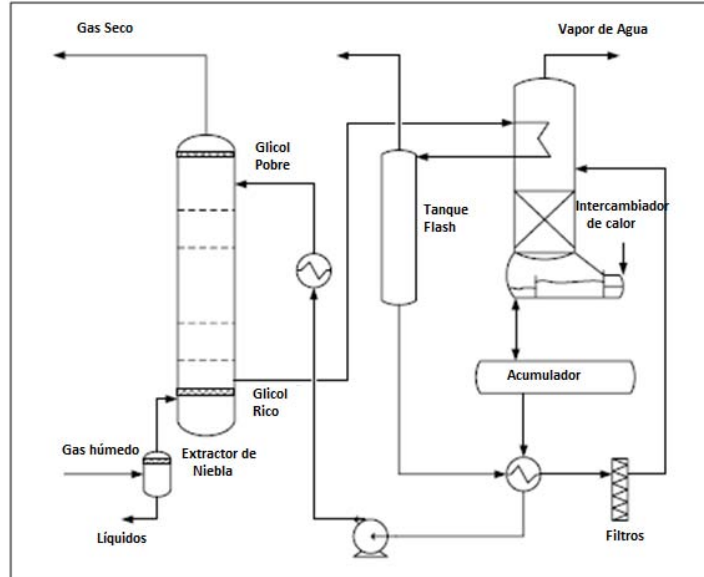 Gas Seco
Vapor de Agua
Glicol
Pobre
Tanque
Flash
Intercambiador
de calor
Acumulador
Glicol
Rico
Gas húmedo
Extractor de
Niebla
Líquidos
Filtros